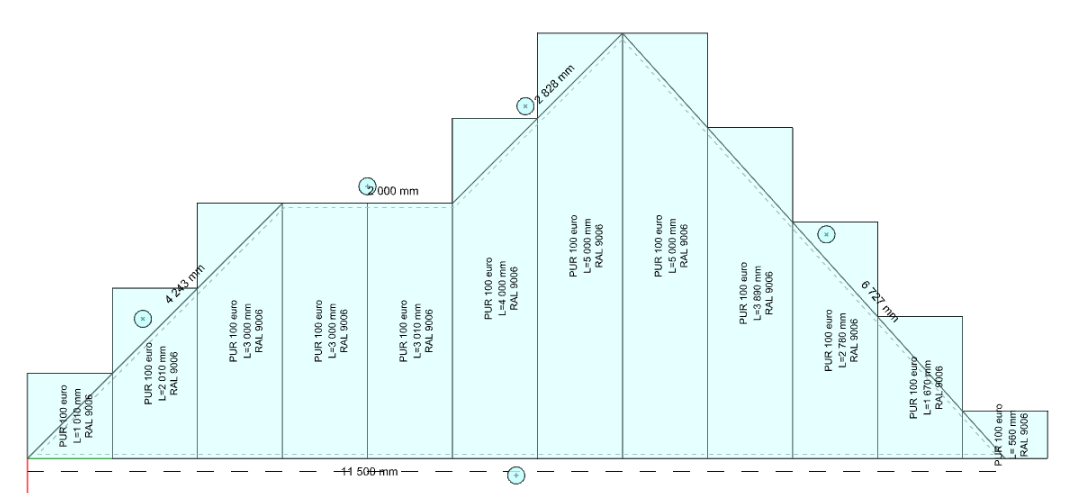 2 828 mm
2 000 mm
4 243 mm
6 727 mm
PUR 100 euro
L=1 010 mm
RAL 9006
PUR 100 euro
L=2 010 mm
RAL 9006
PUR 100 euro
L=3 000 mm
RAL 9006
PUR 100 euro
L=3 000 mm
RAL 9006
PUR 100 euro
L=3 010 mm
RAL 9006
PUR 100 euro
L=4 000 mm
RAL 9006
PUR 100 euro
L=5 000 mm
RAL 9006
PUR 100 euro
L=5 000 mm
RAL 9006
PUR 100 euro
L=3 890 mm
RAL 9006
PUR 100 euro
L=2 780 mm
RAL 9006
PUR 100 euro
L=1 670 mm
RAL 9006
PUR 100 euro
L= 560 mm
RAL 9006
11 500 mm